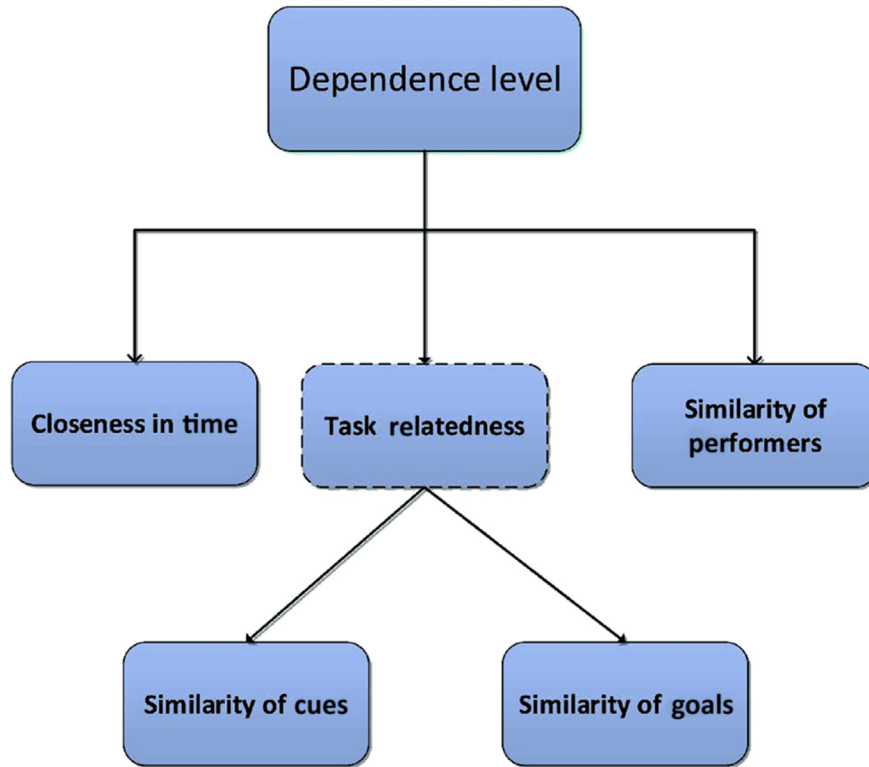 Dependence level
Closeness in time
Task relatedness
Similarity of
performers
Similarity of cues
Similarity of goals